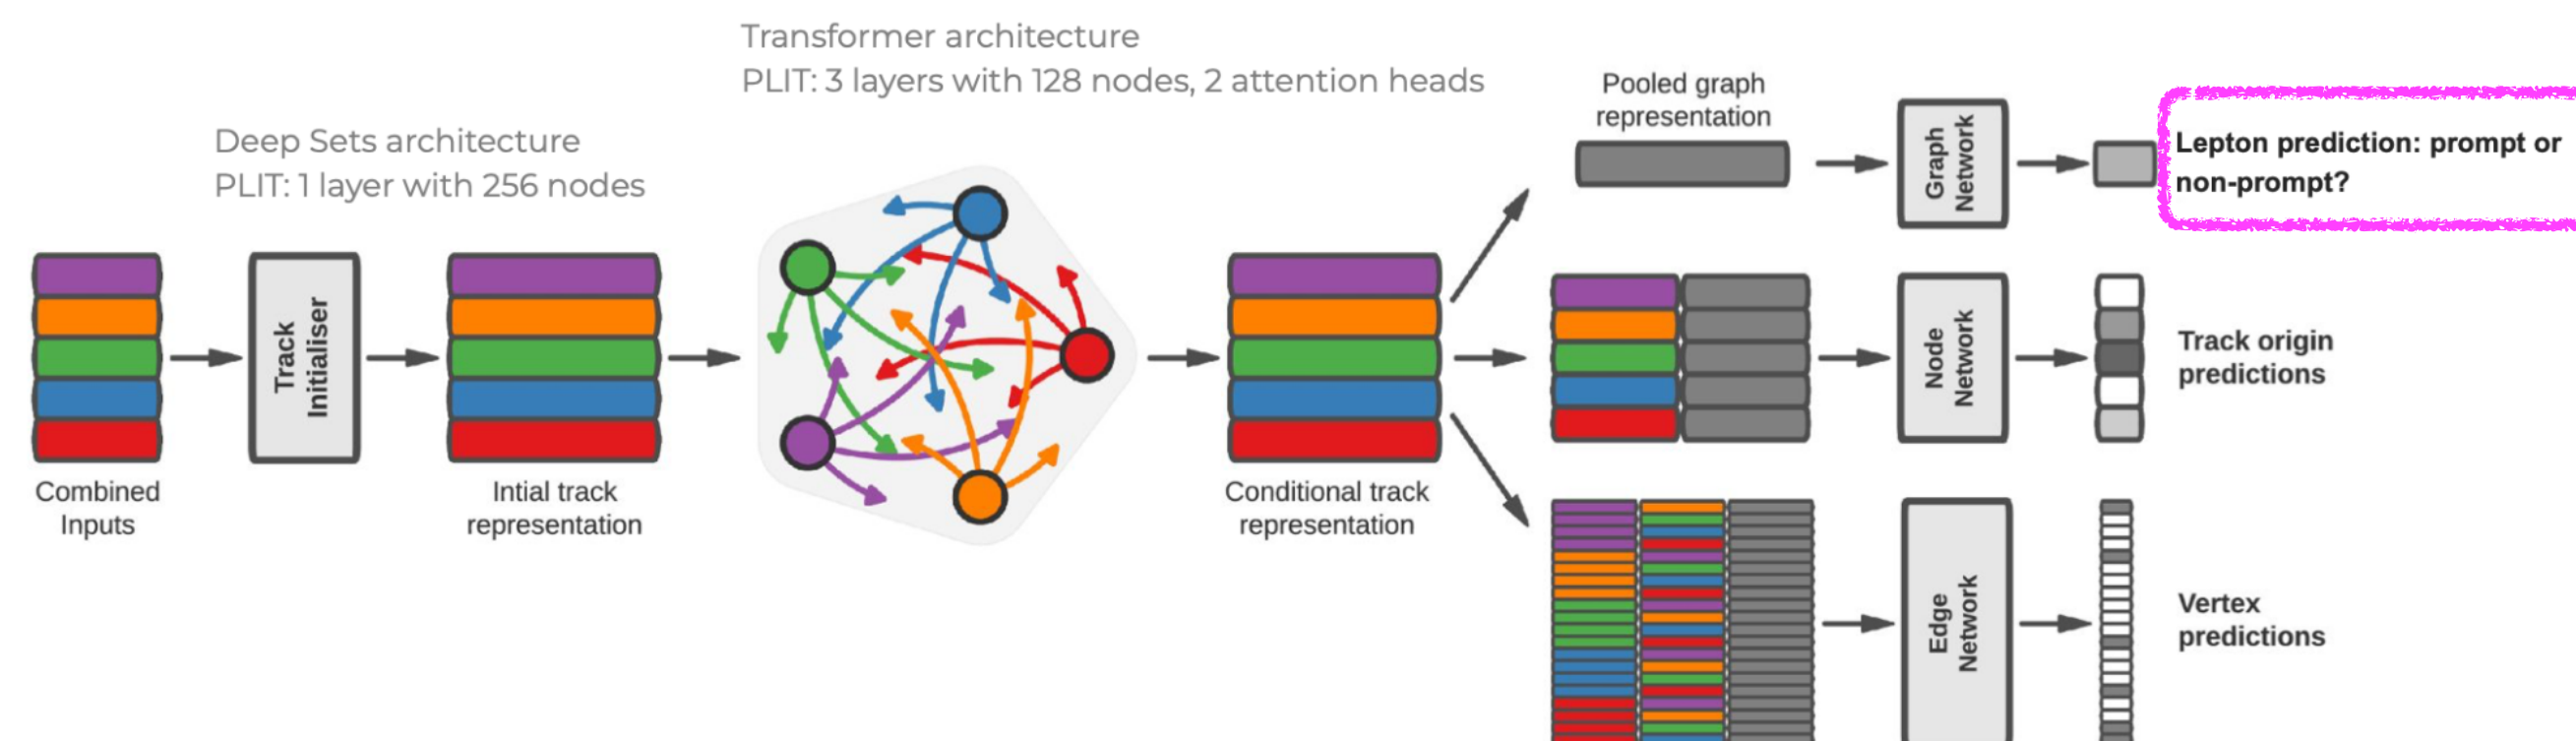 Transformer architecture
PLIT: 3 layers with 128 nodes, 2 attention heads
Deep Sets architecture
PLIT: 1 layer with 256 nodes
Combined
Inputs
Track
Initialiser
Intial track
representation
Conditional track
representation
Pooled graph
representation
Graph
Network
Lepton prediction: prompt or
non-prompt?
Node
Network
Track origin
predictions
Edge
Network
Vertex
predictions